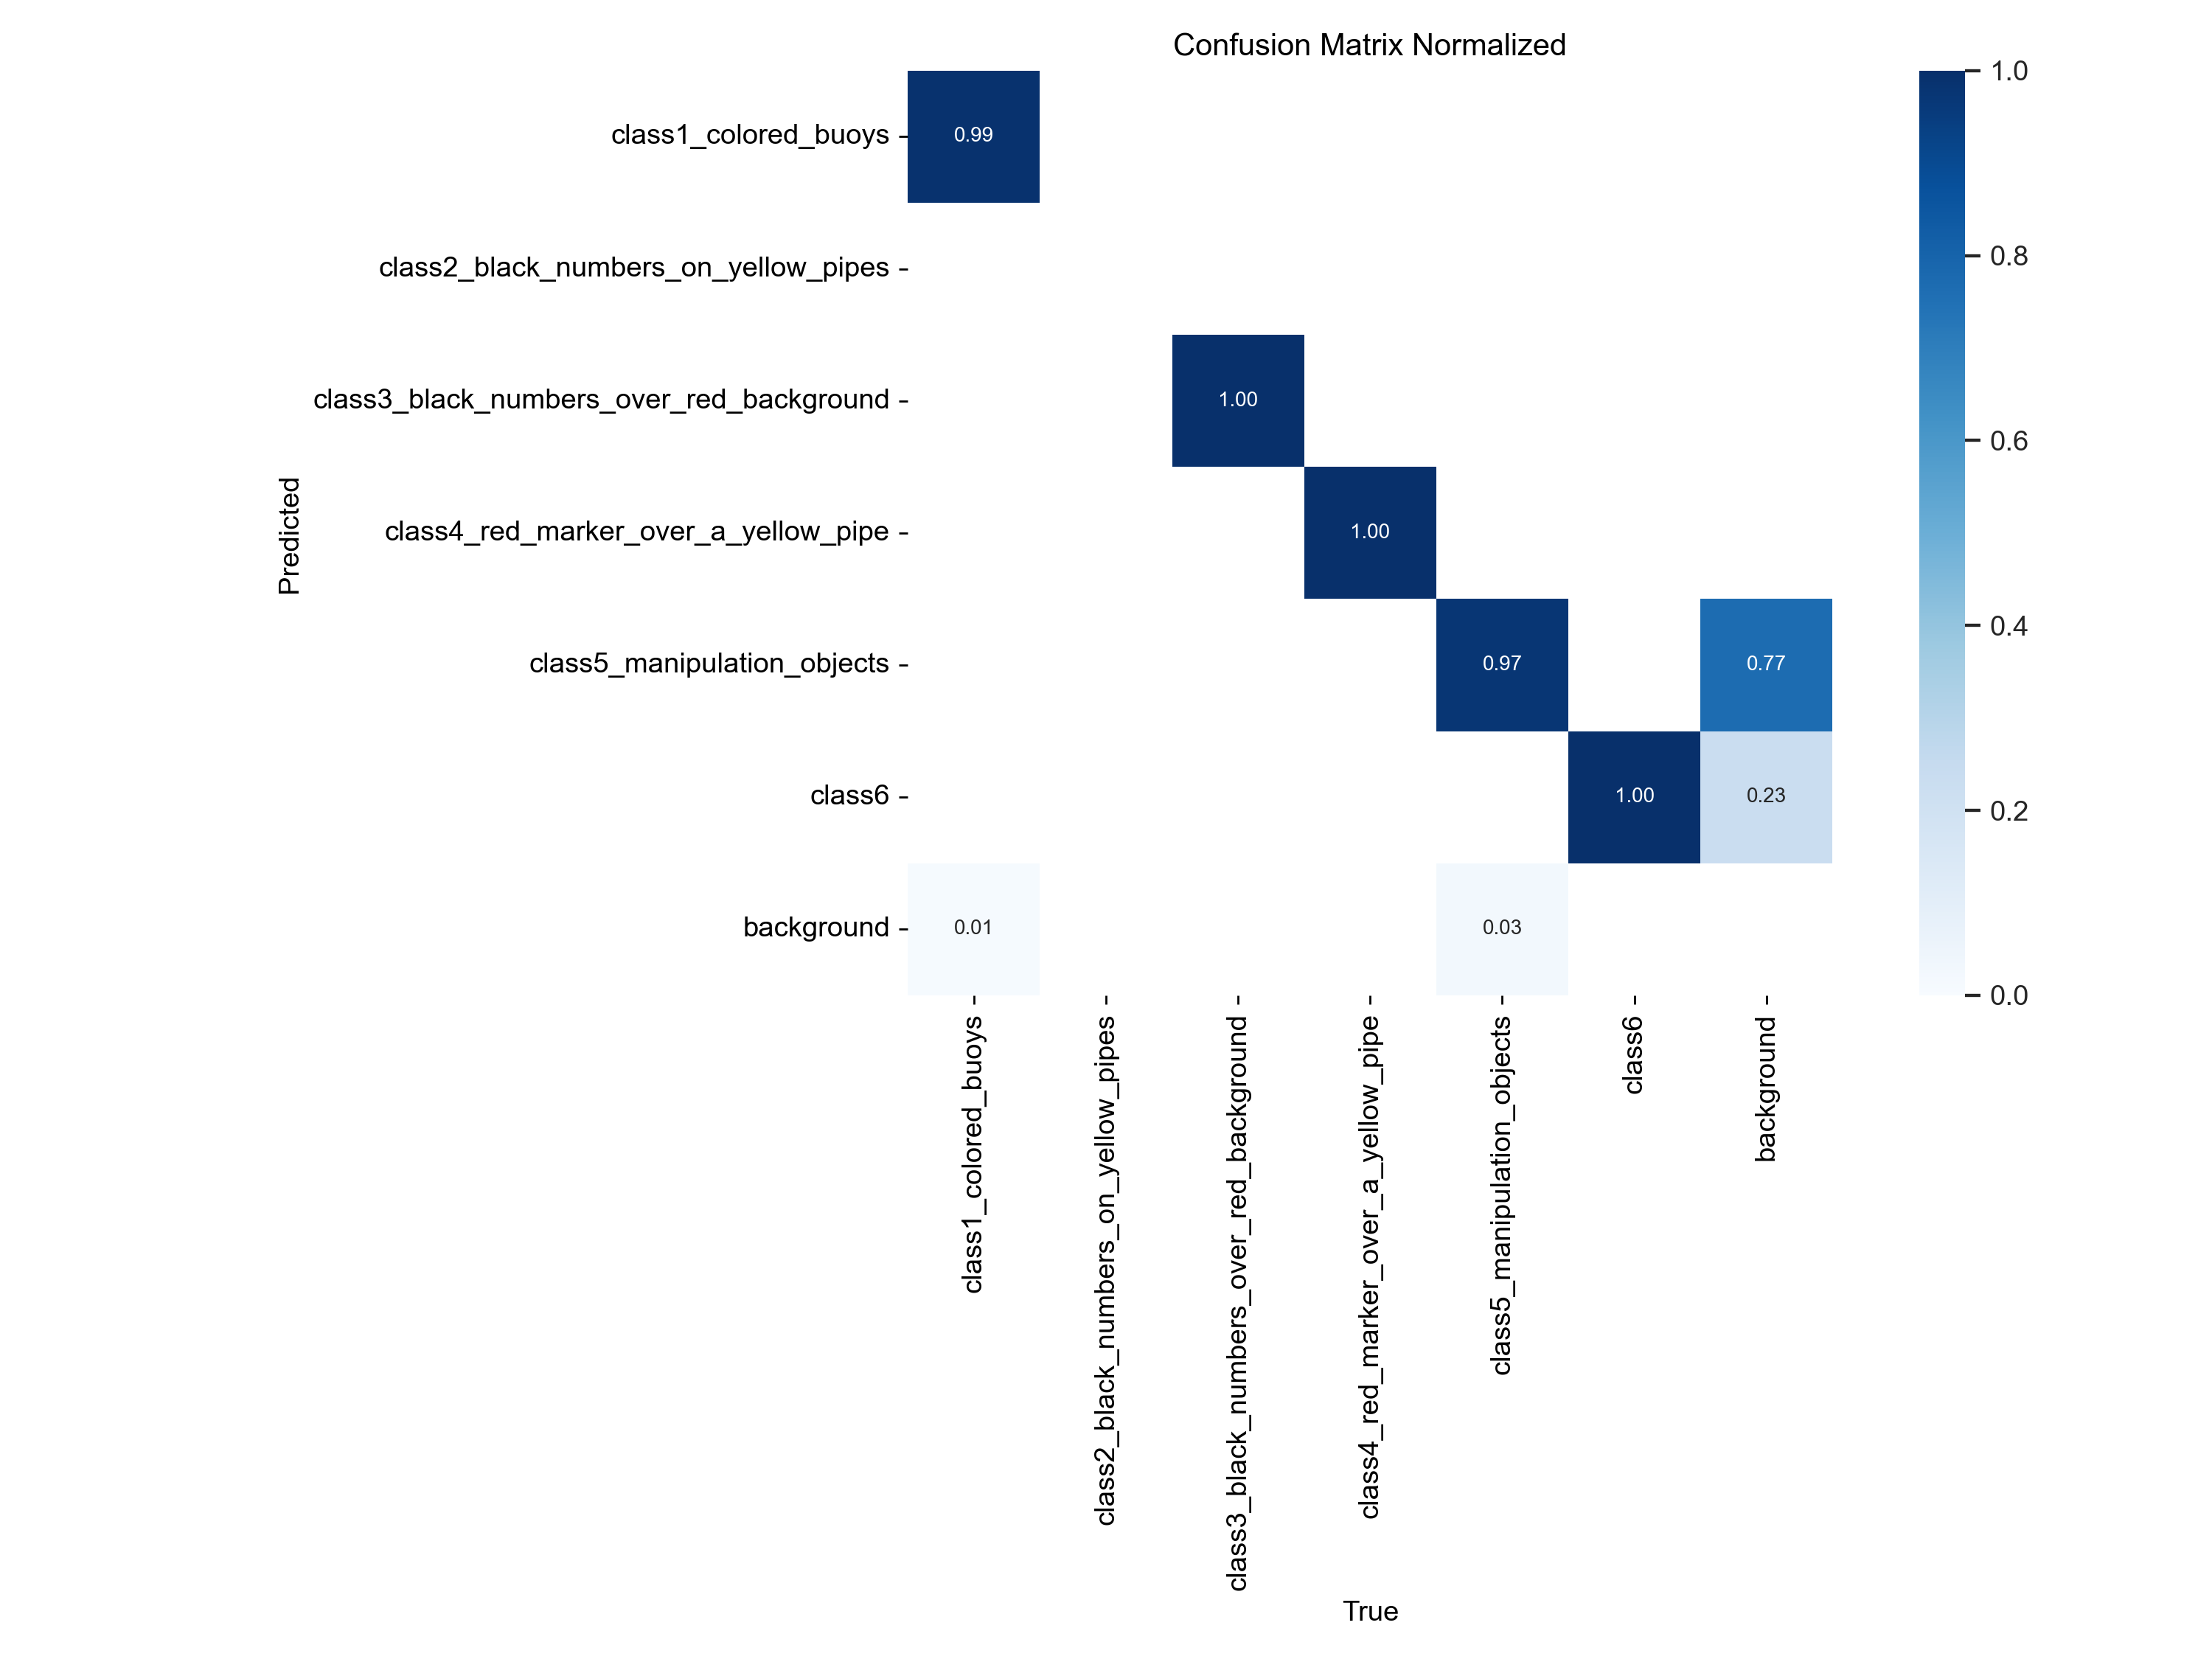 Confusion Matrix Normalized
class1_colored_buoys
0.99
class2_black_numbers_on_yellow_pipes
class3_black_numbers_over_red_background
1.00
class4_red_marker_over_a_yellow_pipe
1.00
class5_manipulation_objects
0.97
0.77
class6
1.00
0.23
background
0.01
0.03
Predicted
class1_colored_buoys
class2_black_numbers_on_yellow_pipes
class3_black_numbers_over_red_background
class4_red_marker_over_a_yellow_pipe
class5_manipulation_objects
class6
background
True
1.0
0.8
0.6
0.4
0.2
0.0